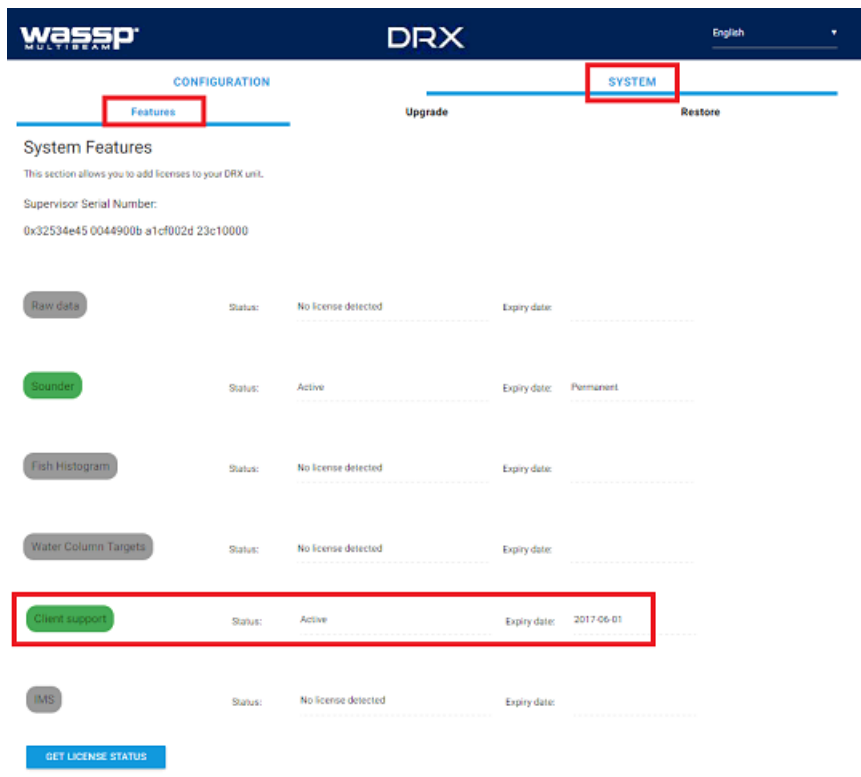 wassp
MULTIBEAM
DRX
English
CONFIGURATION
SYSTEM
Features
Upgrade
Restore
System Features
This section allows you to add licenses to your DRX unit.
Supervisor Serial Number:
0x32534e45 0044900b a1cf002d 23c10000
Raw data Status: No license detected Expiry date:
Sounder Status: Active Expiry date: Permanent
Fish Histogram Status: No license detected Expiry date:
Water Column Targets Status: No license detected Expiry date:
Client support Status: Active Expiry date: 2017-06-01
IMS Status: No license detected Expiry date:
GET LICENSE STATUS